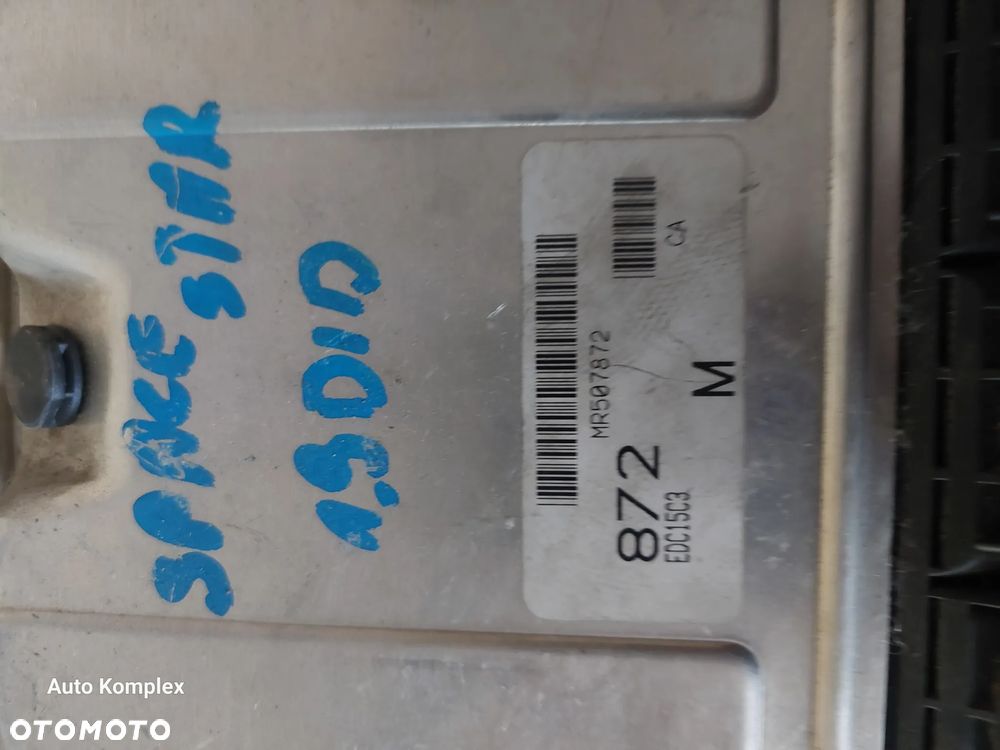 SPACE STAR
1.9 DID
MR507872
CA
872
M
EDC15C3
Auto Komplex
OTOMOTO